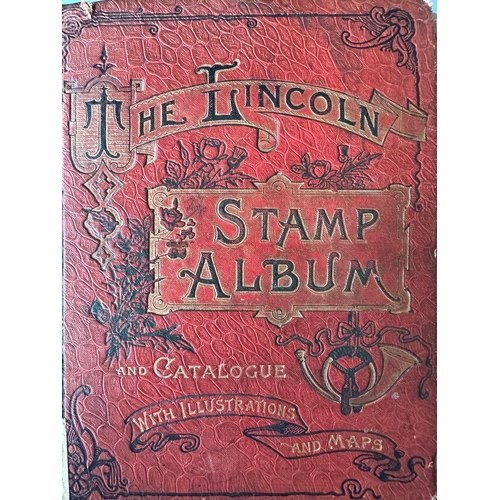 THE LINCOLN
STAMP
ALBUM
AND CATALOGUE
WITH ILLUSTRATIONS
AND MAPS